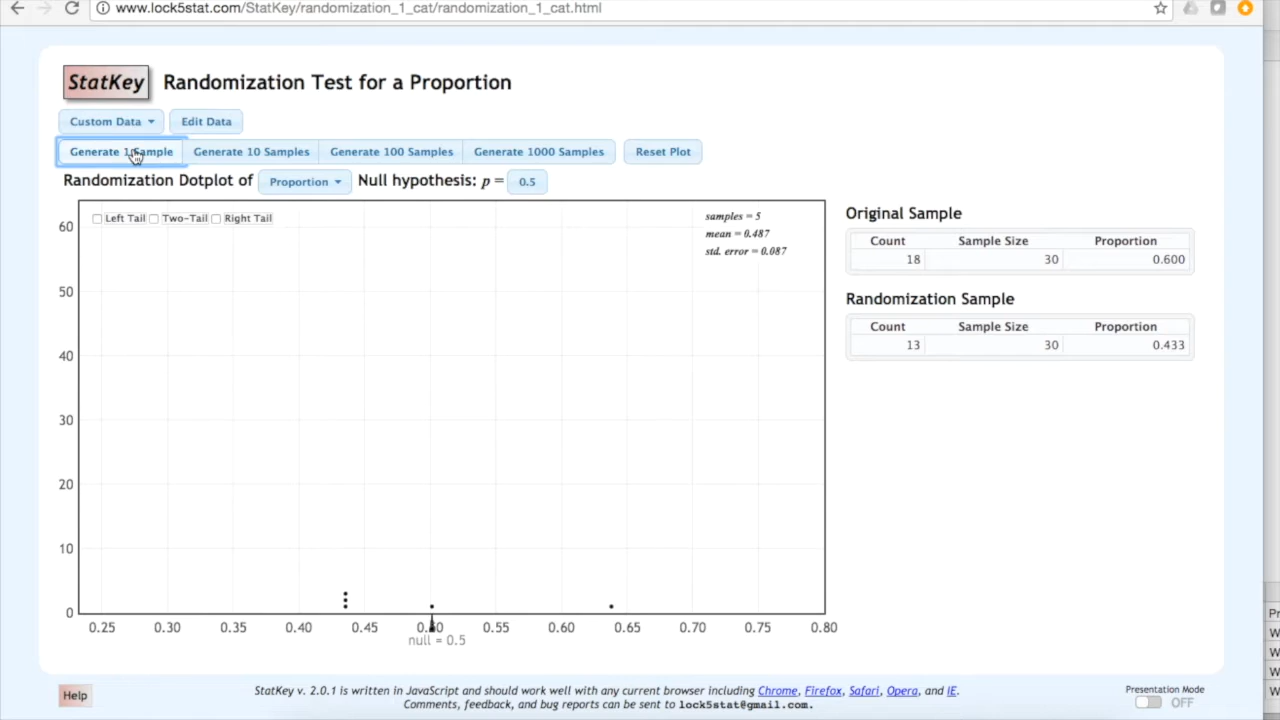 www.lock5stat.com/StatKey/randomization_1_cat/randomization_1_cat.html
StatKey Randomization Test for a Proportion
Custom Data Edit Data
Generate 1 Sample Generate 10 Samples Generate 100 Samples Generate 1000 Samples Reset Plot
Randomization Dotplot of Proportion Null hypothesis: p = 0.5
Left Tail Two-Tail Right Tail
samples = 5
mean = 0.487
std. error = 0.087
60
50
40
30
20
10
0
0.25 0.30 0.35 0.40 0.45 0.50 0.55 0.60 0.65 0.70 0.75 0.80
null = 0.5
Original Sample
Count Sample Size Proportion
18 30 0.600
Randomization Sample
Count Sample Size Proportion
13 30 0.433
Help
StatKey v. 2.0.1 is written in JavaScript and should work well with any current browser including Chrome, Firefox, Safari, Opera, and IE.
Comments, feedback, and bug reports can be sent to lock5stat@gmail.com.
Presentation Mode
OFF
Pr
W
W
W
W